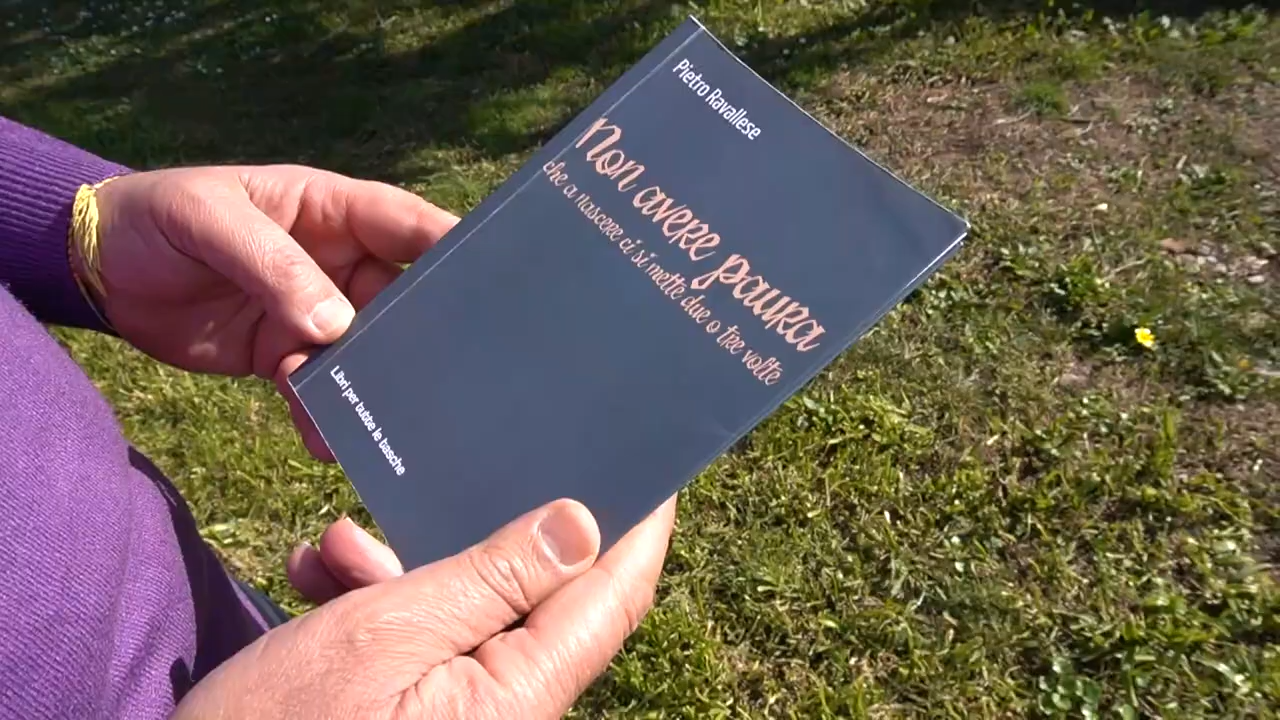 Pietro Ravallese
Non avere paura
che a nascere ci si mette due o tre volte
Libri per tutte le tasche